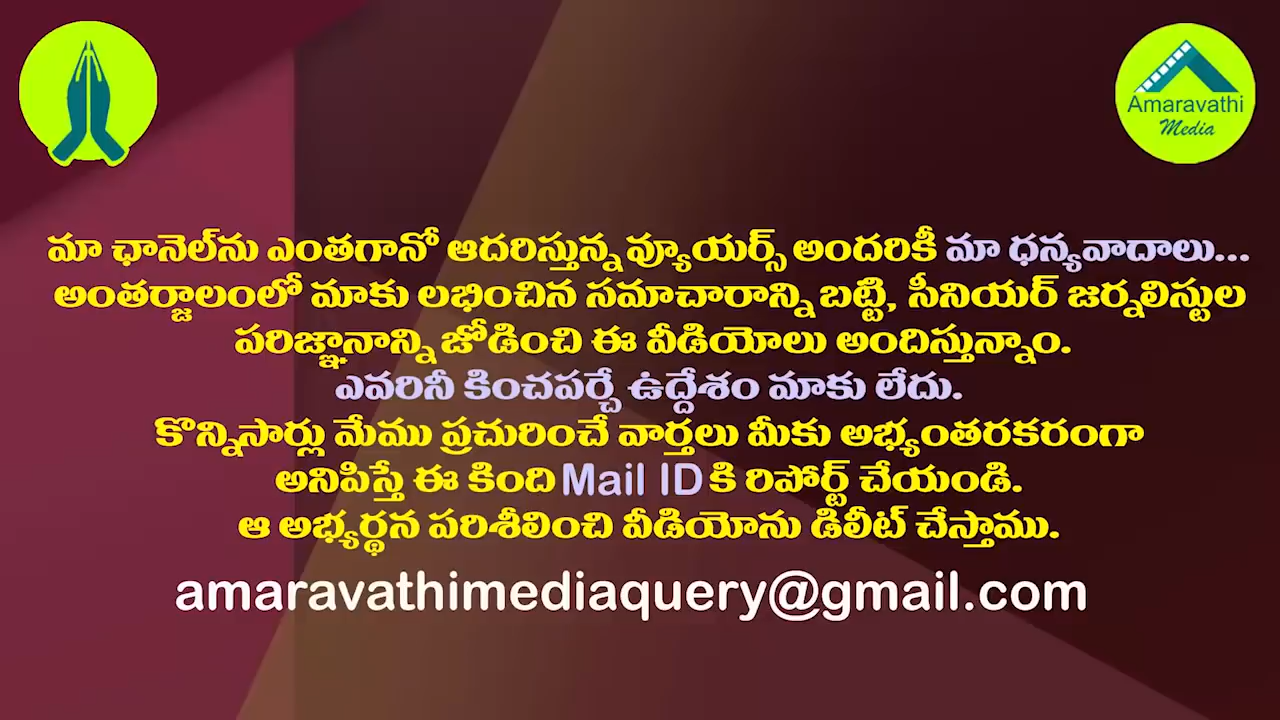 Amaravathi
Media
మా ఛానెల్‌ను ఎంతగానో ఆదరిస్తున్న వ్యూయర్స్ అందరికీ మా ధన్యవాదాలు...
అంతర్జాలంలో మాకు లభించిన సమాచారాన్ని బట్టి, సీనియర్ జర్నలిస్టుల
పరిజ్ఞానాన్ని జోడించి ఈ వీడియోలు అందిస్తున్నాం.
ఎవరినీ కించపర్చే ఉద్దేశం మాకు లేదు.
కొన్నిసార్లు మేము ప్రచురించే వార్తలు మీకు అభ్యంతరకరంగా
అనిపిస్తే ఈ కింది Mail ID కి రిపోర్ట్ చేయండి.
ఆ అభ్యర్థన పరిశీలించి వీడియోను డిలీట్ చేస్తాము.
amaravathimediaquery@gmail.com